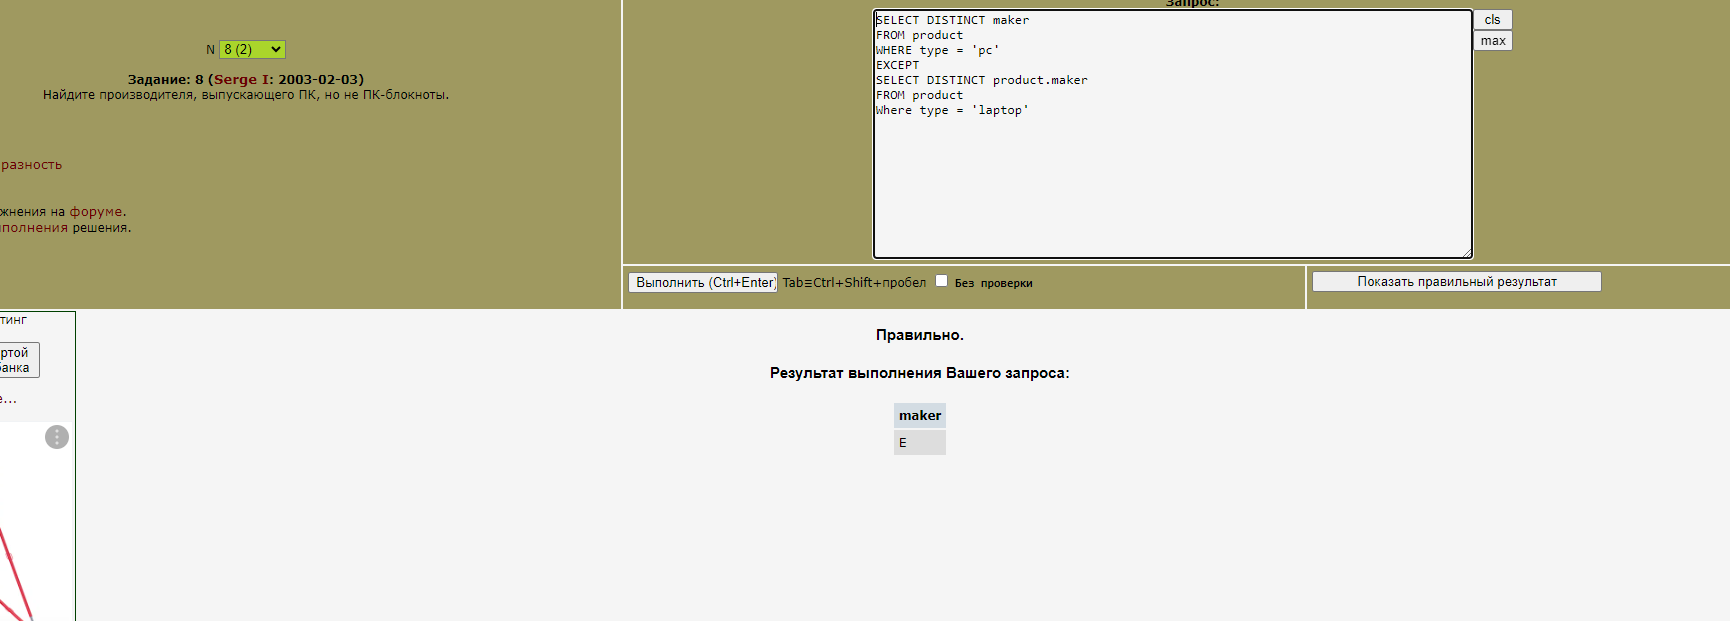 Запрос:
N 8 (2)
Задание: 8 (Serge I: 2003-02-03)
Найдите производителя, выпускающего ПК, но не ПК-блокноты.
разность
жнения на форуме.
полнения решения.
SELECT DISTINCT maker
FROM product
WHERE type = 'pc'
EXCEPT
SELECT DISTINCT product.maker
FROM product
Where type = 'laptop'
cls
max
Выполнить (Ctrl+Enter) Tab≡Ctrl+Shift+пробел Без проверки
Показать правильный результат
тинг
ртой
банка
е...
Правильно.
Результат выполнения Вашего запроса:
maker
E